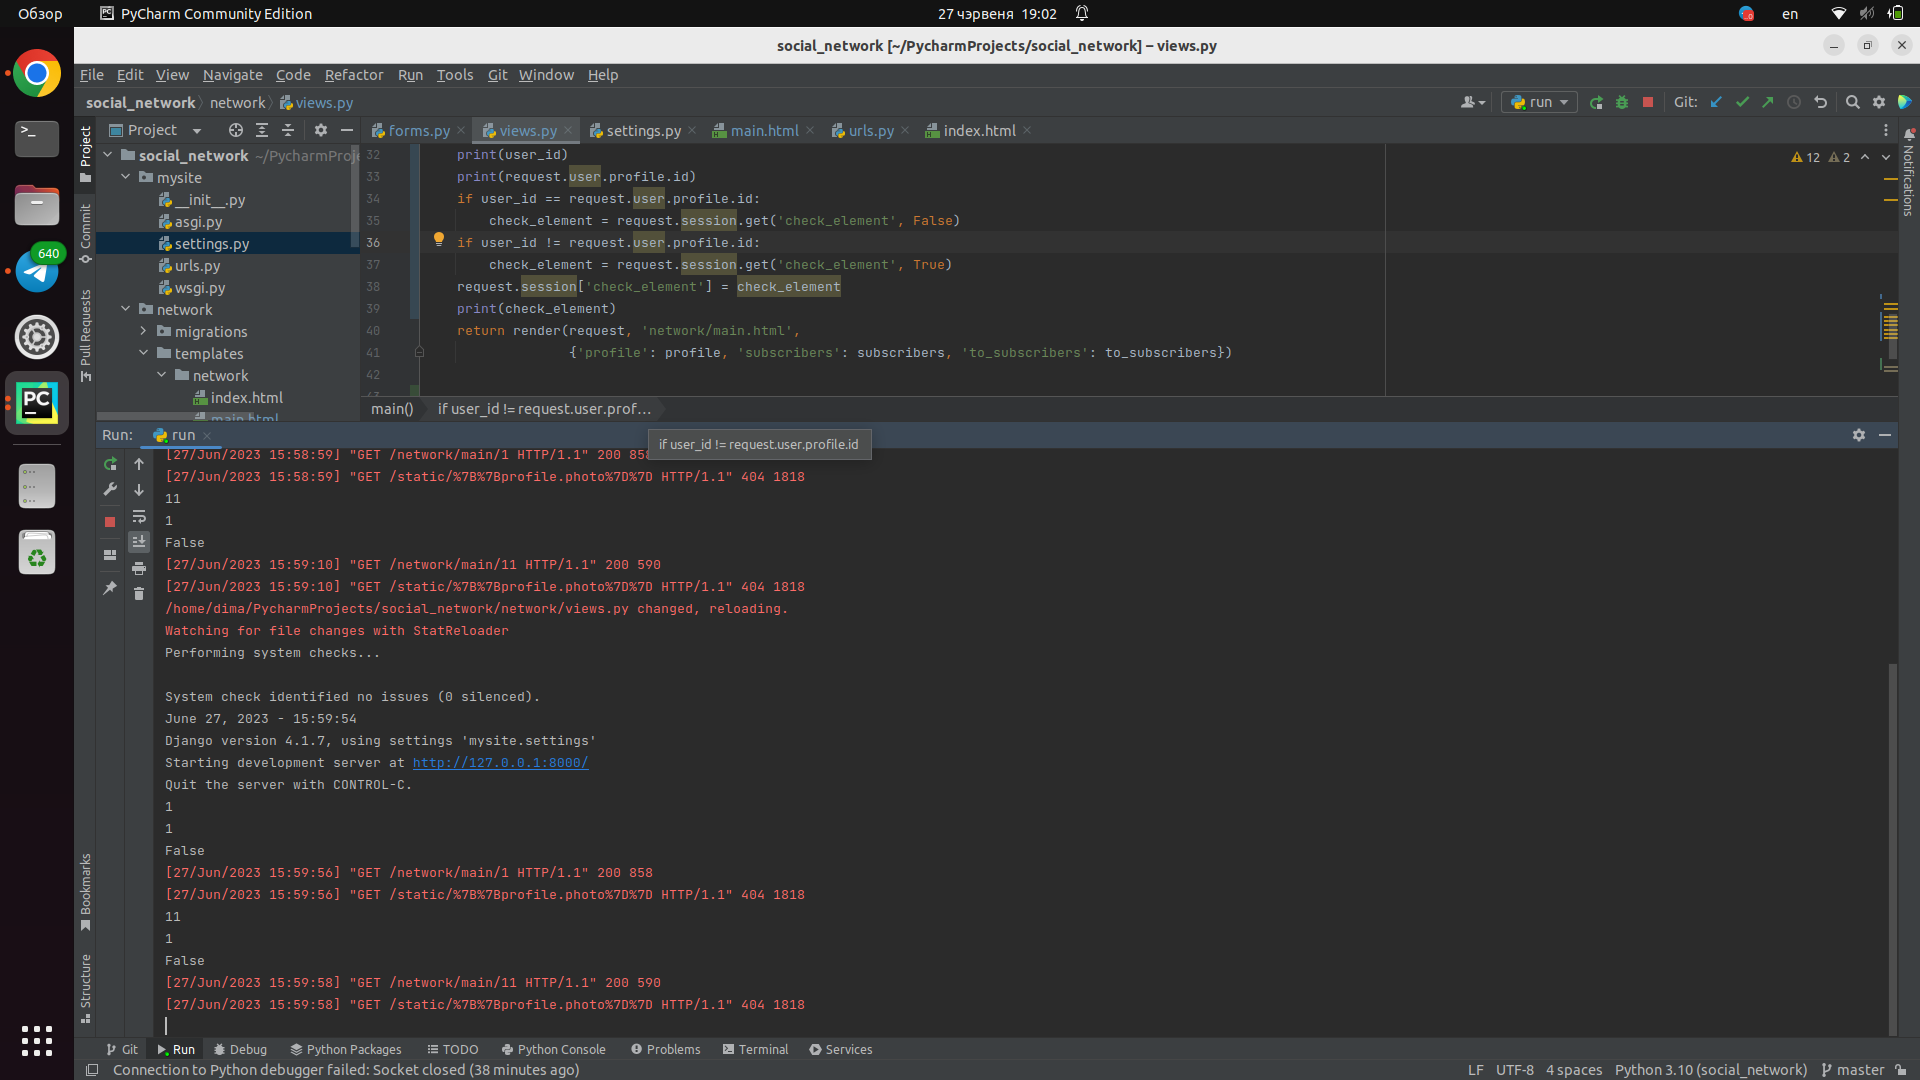 Обзор
PyCharm Community Edition
27 чэрвеня 19:02
en
social_network [~/PycharmProjects/social_network] – views.py
File Edit View Navigate Code Refactor Run Tools Git Window Help
social_network network views.py
run
Git:
Project
forms.py
views.py
settings.py
main.html
urls.py
index.html
640
Project
Commit
Pull Requests
Bookmarks
Structure
Notifications
social_network ~/PycharmProje
mysite
__init__.py
asgi.py
settings.py
urls.py
wsgi.py
network
migrations
templates
network
index.html
main.html
12 2
32 print(user_id)
33 print(request.user.profile.id)
34 if user_id == request.user.profile.id:
35 check_element = request.session.get('check_element', False)
36 if user_id != request.user.profile.id:
37 check_element = request.session.get('check_element', True)
38 request.session['check_element'] = check_element
39 print(check_element)
40 return render(request, 'network/main.html',
41 {'profile': profile, 'subscribers': subscribers, 'to_subscribers': to_subscribers})
42
43
main() if user_id != request.user.prof…
Run: run
if user_id != request.user.profile.id
[27/Jun/2023 15:58:59] "GET /network/main/1 HTTP/1.1" 200 858
[27/Jun/2023 15:58:59] "GET /static/%7B%7Bprofile.photo%7D%7D HTTP/1.1" 404 1818
11
1
False
[27/Jun/2023 15:59:10] "GET /network/main/11 HTTP/1.1" 200 590
[27/Jun/2023 15:59:10] "GET /static/%7B%7Bprofile.photo%7D%7D HTTP/1.1" 404 1818
/home/dima/PycharmProjects/social_network/network/views.py changed, reloading.
Watching for file changes with StatReloader
Performing system checks...
System check identified no issues (0 silenced).
June 27, 2023 - 15:59:54
Django version 4.1.7, using settings 'mysite.settings'
Starting development server at http://127.0.0.1:8000/
Quit the server with CONTROL-C.
1
1
False
[27/Jun/2023 15:59:56] "GET /network/main/1 HTTP/1.1" 200 858
[27/Jun/2023 15:59:56] "GET /static/%7B%7Bprofile.photo%7D%7D HTTP/1.1" 404 1818
11
1
False
[27/Jun/2023 15:59:58] "GET /network/main/11 HTTP/1.1" 200 590
[27/Jun/2023 15:59:58] "GET /static/%7B%7Bprofile.photo%7D%7D HTTP/1.1" 404 1818
Git Run Debug Python Packages TODO Python Console Problems Terminal Services
Connection to Python debugger failed: Socket closed (38 minutes ago)
LF UTF-8 4 spaces Python 3.10 (social_network) master